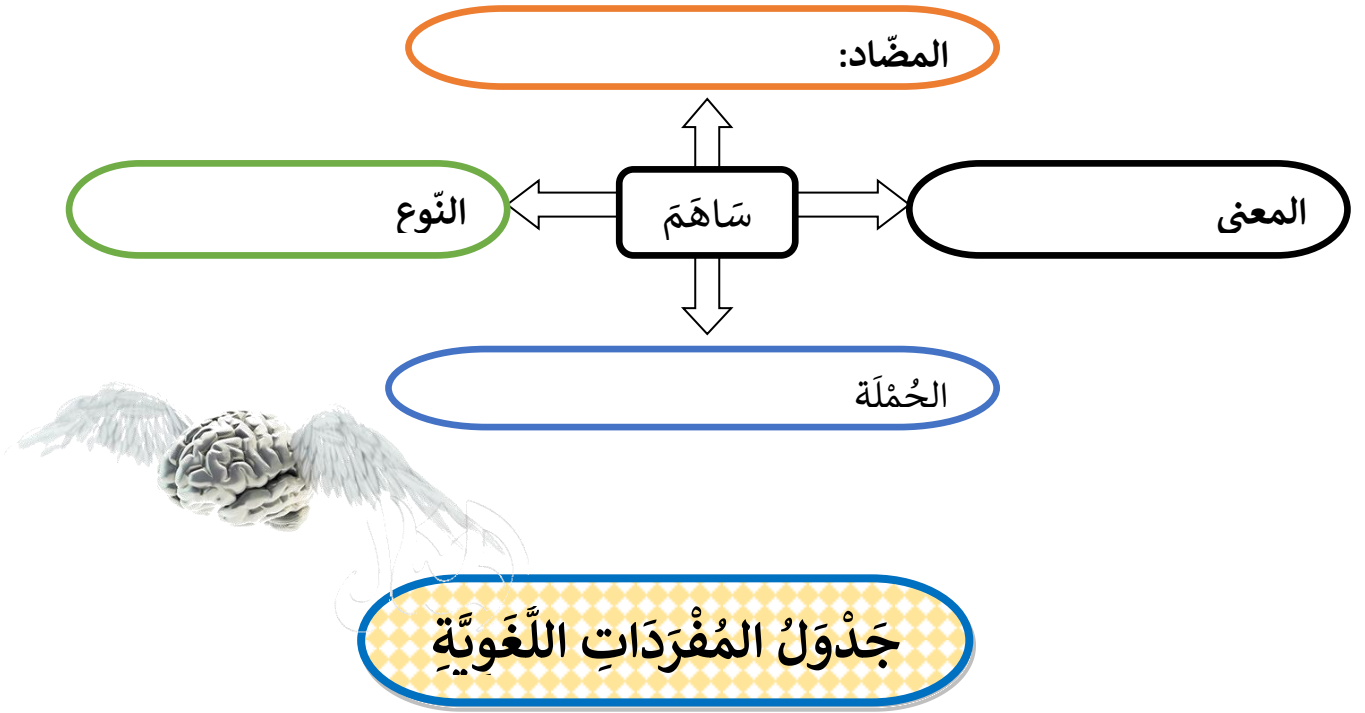 المضّاد:
المعنى
سَاهَمَ
النّوع
الجُمْلَة
جَدْوَلُ المُفْرَدَاتِ اللَّغَوِيَّةِ